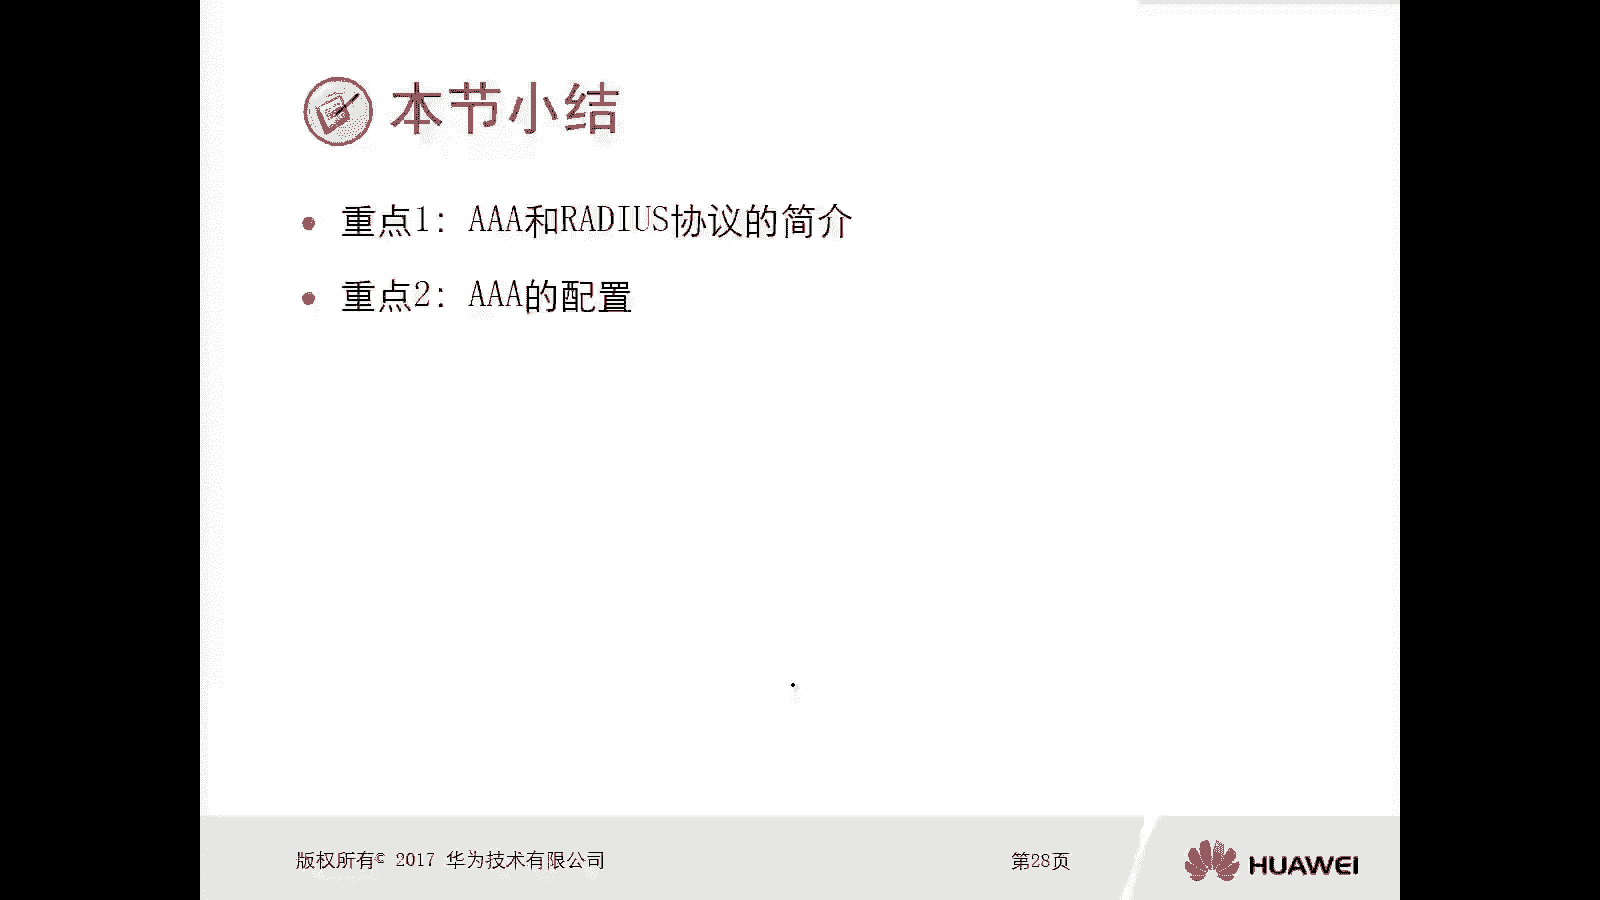 本节小结
重点1：AAA和RADIUS协议的简介
重点2：AAA的配置
版权所有© 2017 华为技术有限公司
第28页
HUAWEI